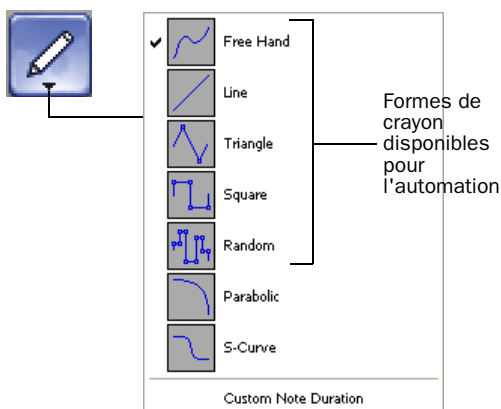 Free Hand
Line
Triangle
Square
Random
Parabolic
S-Curve
Custom Note Duration
Formes de
crayon
disponibles
pour
l'automation